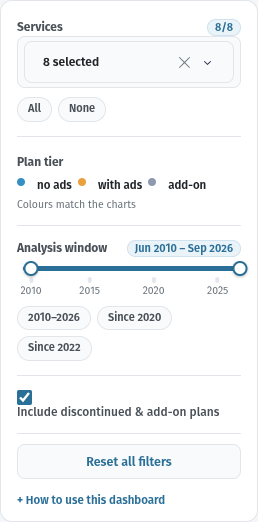 Services 8/8
8 selected
All None
Plan tier
no ads with ads add-on
Colours match the charts
Analysis window Jun 2010 – Sep 2026
2010 2015 2020 2025
2010–2026 Since 2020
Since 2022
Include discontinued & add-on plans
Reset all filters
+ How to use this dashboard